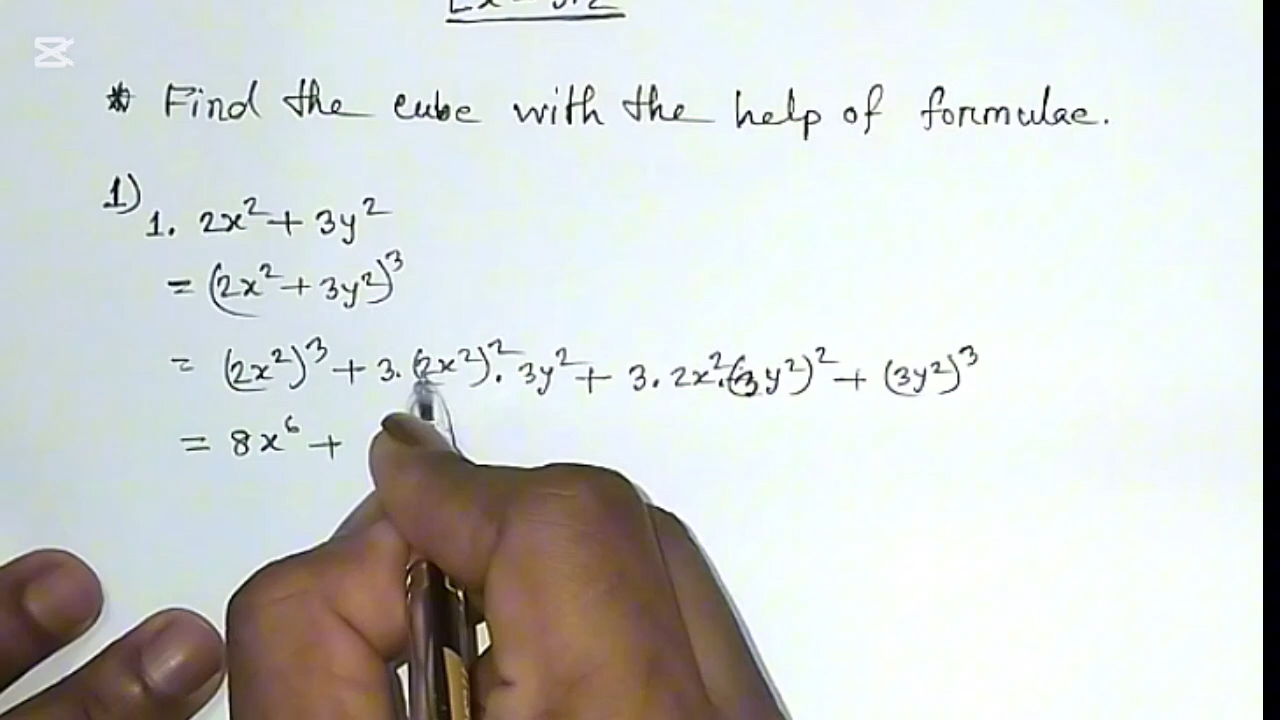 * Find the cube with the help of formulae.
1)
1. 2x² + 3y²
= (2x² + 3y²)³
= (2x²)³ + 3. (2x²)². 3y² + 3. 2x².(3y²)² + (3y²)³
= 8x⁶ +